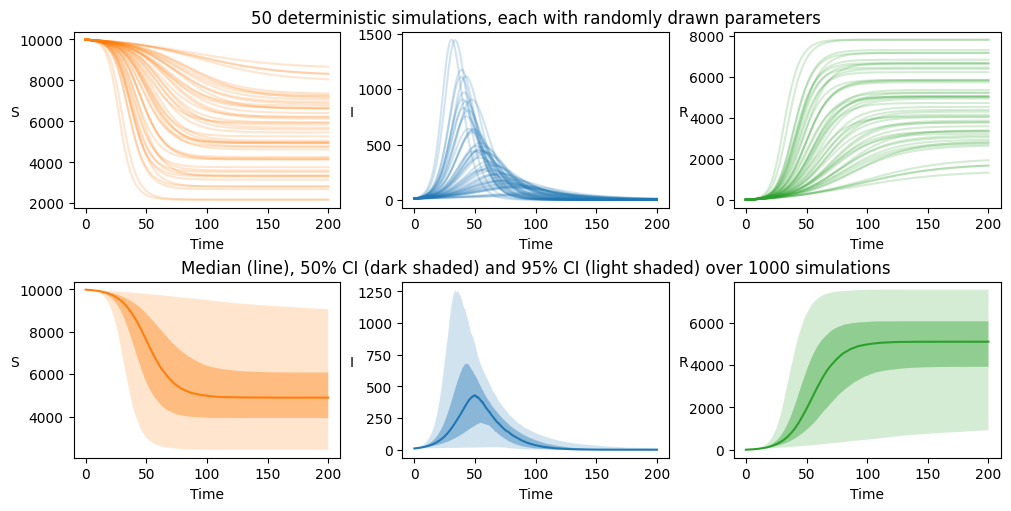 50 deterministic simulations, each with randomly drawn parameters
10000
8000
6000
4000
2000
S
0 50 100 150 200
Time
1500
1000
500
0
I
0 50 100 150 200
Time
8000
6000
4000
2000
0
R
0 50 100 150 200
Time
Median (line), 50% CI (dark shaded) and 95% CI (light shaded) over 1000 simulations
10000
8000
6000
4000
S
0 50 100 150 200
Time
1250
1000
750
500
250
0
I
0 50 100 150 200
Time
6000
4000
2000
0
R
0 50 100 150 200
Time